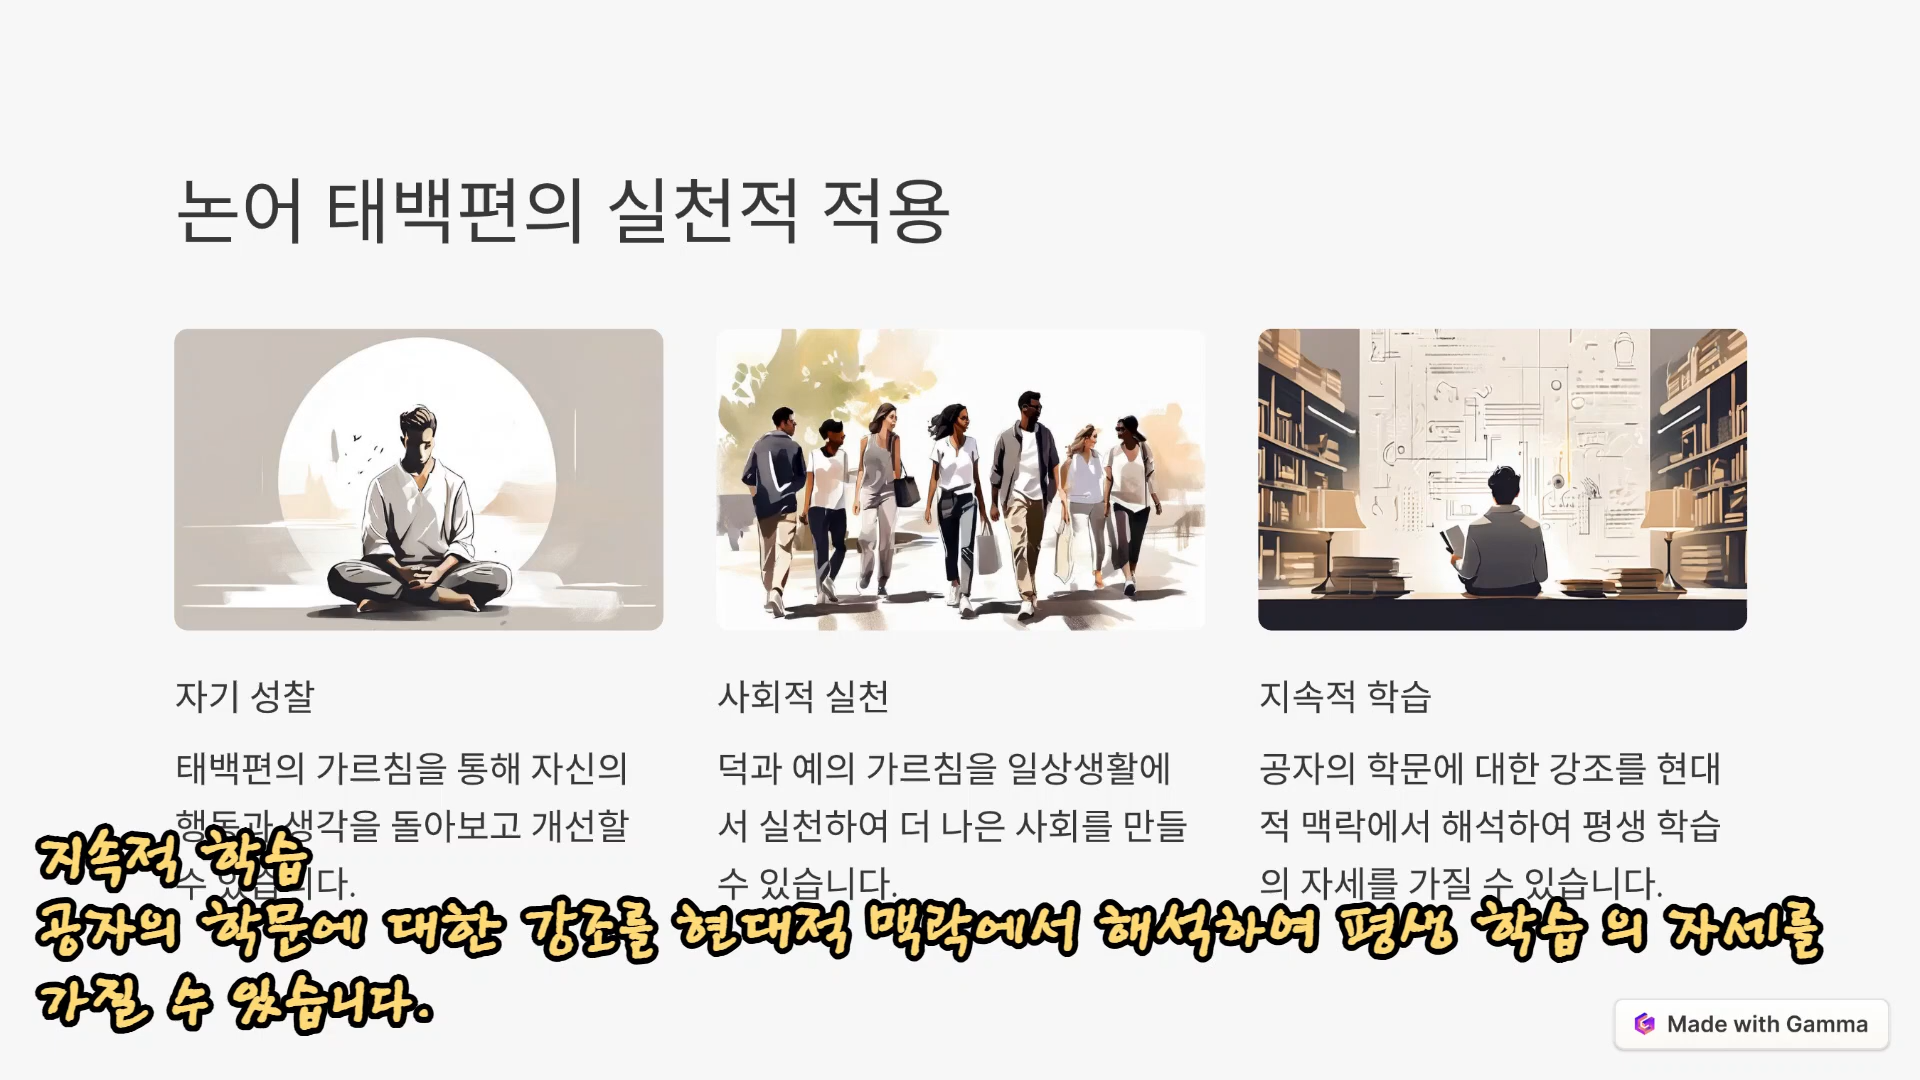 논어 태백편의 실천적 적용
자기 성찰
태백편의 가르침을 통해 자신의
행동과 생각을 돌아보고 개선할
수 있습니다.
사회적 실천
덕과 예의 가르침을 일상생활에
서 실천하여 더 나은 사회를 만들
수 있습니다.
지속적 학습
공자의 학문에 대한 강조를 현대
적 맥락에서 해석하여 평생 학습
의 자세를 가질 수 있습니다.
지속적 학습
공자의 학문에 대한 강조를 현대적 맥락에서 해석하여 평생 학습 의 자세를
가질 수 있습니다.
Made with Gamma